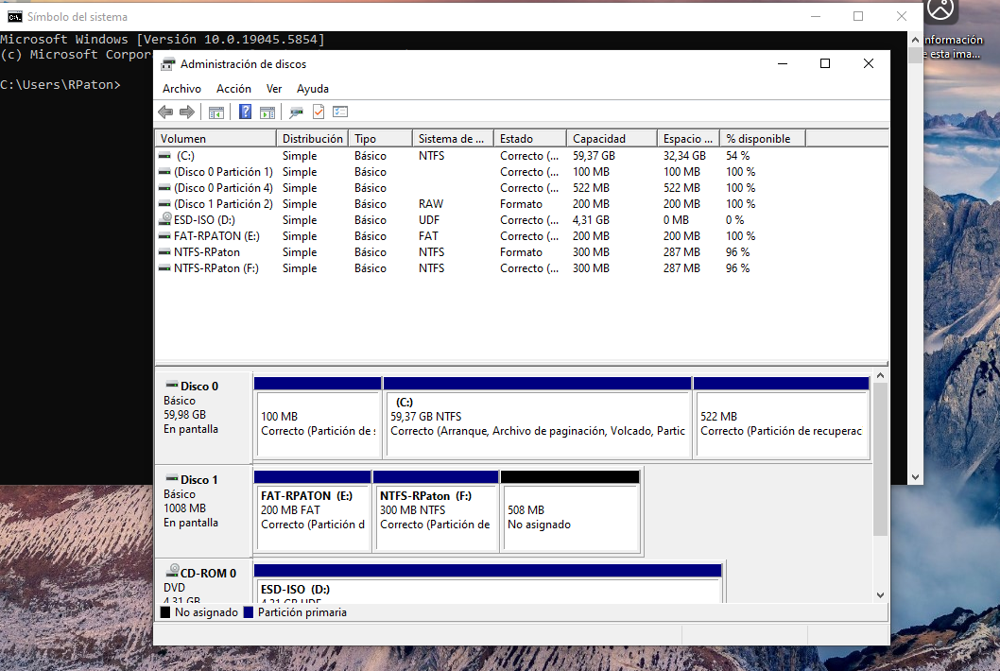 Símbolo del sistema
Microsoft Windows [Versión 10.0.19045.5854]
(c) Microsoft Corpor
C:\Users\RPaton>
nformación
e esta ima...
Administración de discos
Archivo Acción Ver Ayuda
Volumen Distribución Tipo Sistema de ... Estado Capacidad Espacio ... % disponible
(C:) Simple Básico NTFS Correcto (... 59,37 GB 32,34 GB 54 %
(Disco 0 Partición 1) Simple Básico Correcto (... 100 MB 100 MB 100 %
(Disco 0 Partición 4) Simple Básico Correcto (... 522 MB 522 MB 100 %
(Disco 1 Partición 2) Simple Básico RAW Formato 200 MB 200 MB 100 %
ESD-ISO (D:) Simple Básico UDF Correcto (... 4,31 GB 0 MB 0 %
FAT-RPATON (E:) Simple Básico FAT Correcto (... 200 MB 200 MB 100 %
NTFS-RPaton Simple Básico NTFS Formato 300 MB 287 MB 96 %
NTFS-RPaton (F:) Simple Básico NTFS Correcto (... 300 MB 287 MB 96 %
Disco 0
Básico
59,98 GB
En pantalla
100 MB
Correcto (Partición de s
(C:)
59,37 GB NTFS
Correcto (Arranque, Archivo de paginación, Volcado, Partic
522 MB
Correcto (Partición de recuperac
Disco 1
Básico
1008 MB
En pantalla
FAT-RPATON (E:)
200 MB FAT
Correcto (Partición d
NTFS-RPaton (F:)
300 MB NTFS
Correcto (Partición de
508 MB
No asignado
CD-ROM 0
DVD
4,31 GB
ESD-ISO (D:)
4,31 GB UDF
No asignado Partición primaria